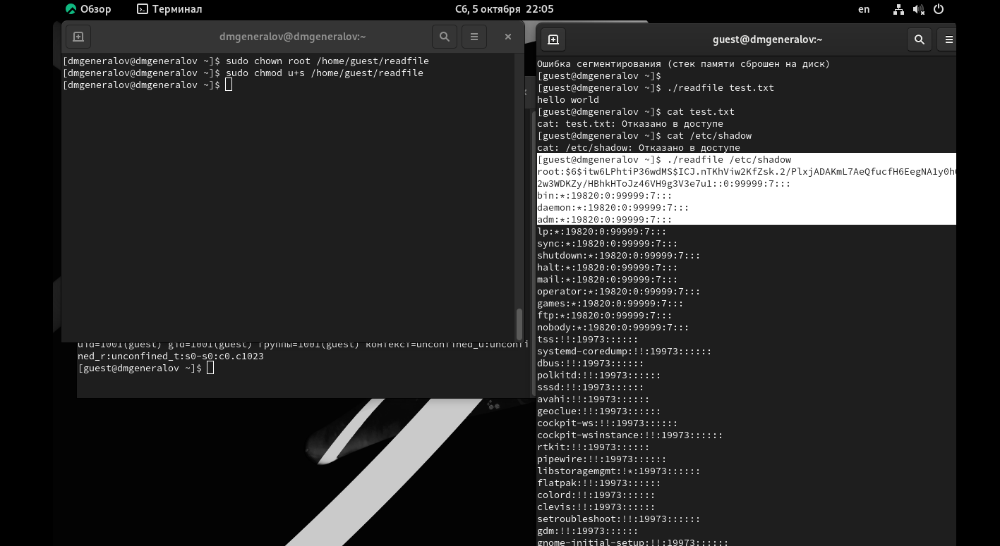 Обзор
Терминал
Сб, 5 октября 22:05
en
dmgeneralov@dmgeneralov:~
[dmgeneralov@dmgeneralov ~]$ sudo chown root /home/guest/readfile
[dmgeneralov@dmgeneralov ~]$ sudo chmod u+s /home/guest/readfile
[dmgeneralov@dmgeneralov ~]$
uid=1001(guest) gid=1001(guest) группы=1001(guest) контекст=unconfined_u:unconfi
ned_r:unconfined_t:s0-s0:c0.c1023
[guest@dmgeneralov ~]$
guest@dmgeneralov:~
Ошибка сегментирования (стек памяти сброшен на диск)
[guest@dmgeneralov ~]$
[guest@dmgeneralov ~]$ ./readfile test.txt
hello world
[guest@dmgeneralov ~]$ cat test.txt
cat: test.txt: Отказано в доступе
[guest@dmgeneralov ~]$ cat /etc/shadow
cat: /etc/shadow: Отказано в доступе
[guest@dmgeneralov ~]$ ./readfile /etc/shadow
root:$6$itw6LPhtiP36wdMS$ICJ.nTKhViw2KfZsk.2/PlxjADAKmL7AeQfucfH6EegNA1y0h
2w3WDKZy/HBhkHToJz46VH9g3V3e7u1::0:99999:7:::
bin:*:19820:0:99999:7:::
daemon:*:19820:0:99999:7:::
adm:*:19820:0:99999:7:::
lp:*:19820:0:99999:7:::
sync:*:19820:0:99999:7:::
shutdown:*:19820:0:99999:7:::
halt:*:19820:0:99999:7:::
mail:*:19820:0:99999:7:::
operator:*:19820:0:99999:7:::
games:*:19820:0:99999:7:::
ftp:*:19820:0:99999:7:::
nobody:*:19820:0:99999:7:::
tss:!!:19973::::::
systemd-coredump:!!:19973::::::
dbus:!!:19973::::::
polkitd:!!:19973::::::
sssd:!!:19973::::::
avahi:!!:19973::::::
geoclue:!!:19973::::::
cockpit-ws:!!:19973::::::
cockpit-wsinstance:!!:19973::::::
rtkit:!!:19973::::::
pipewire:!!:19973::::::
libstoragemgmt:!*:19973::::::
flatpak:!!:19973::::::
colord:!!:19973::::::
clevis:!!:19973::::::
setroubleshoot:!!:19973::::::
gdm:!!:19973::::::
gnome-initial-setup:!!:19973::::::